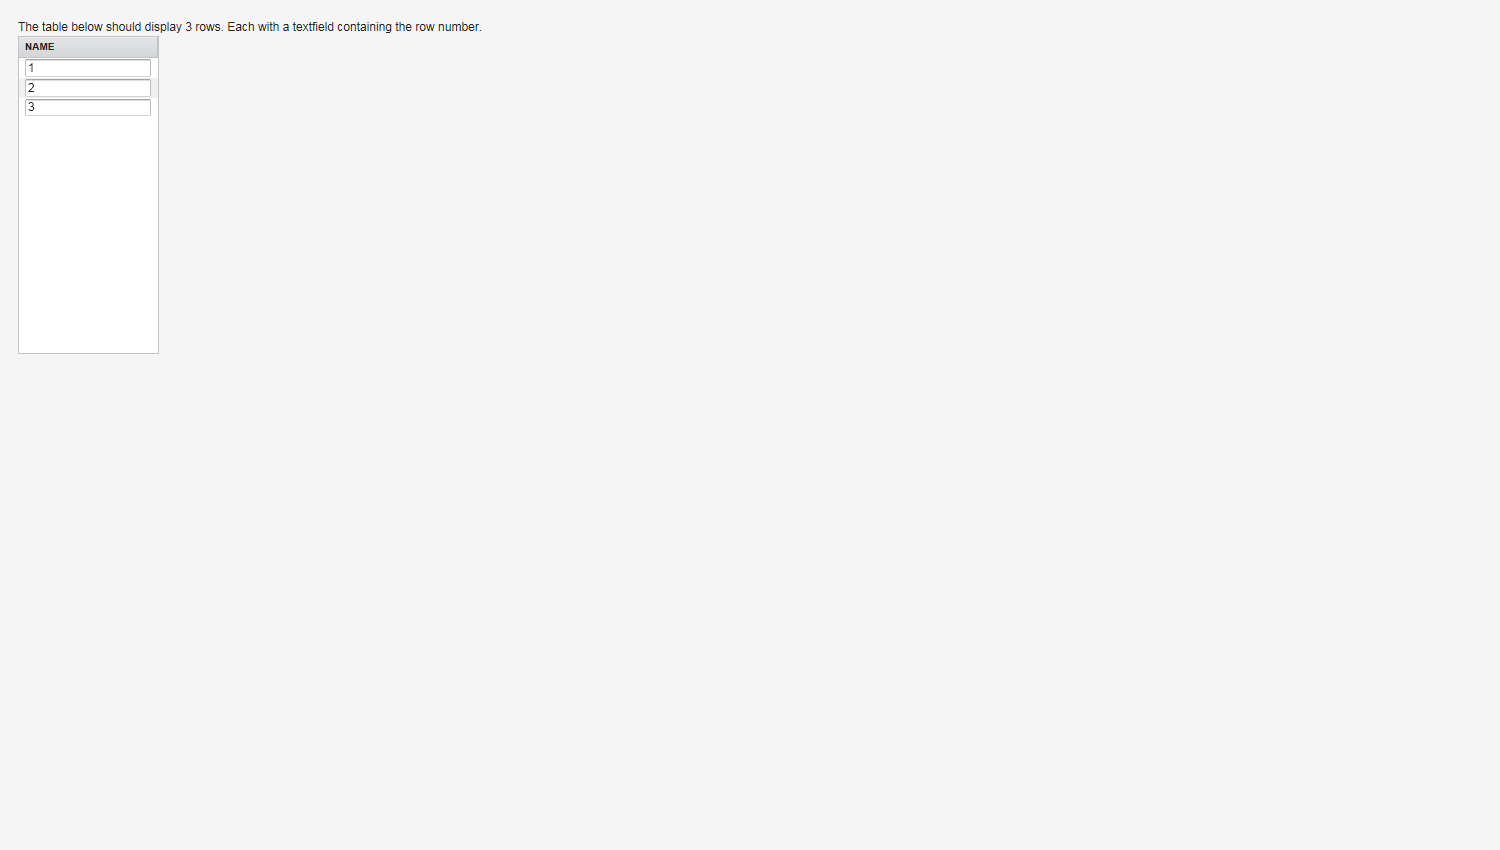 The table below should display 3 rows. Each with a textfield containing the row number.
NAME
1
2
3